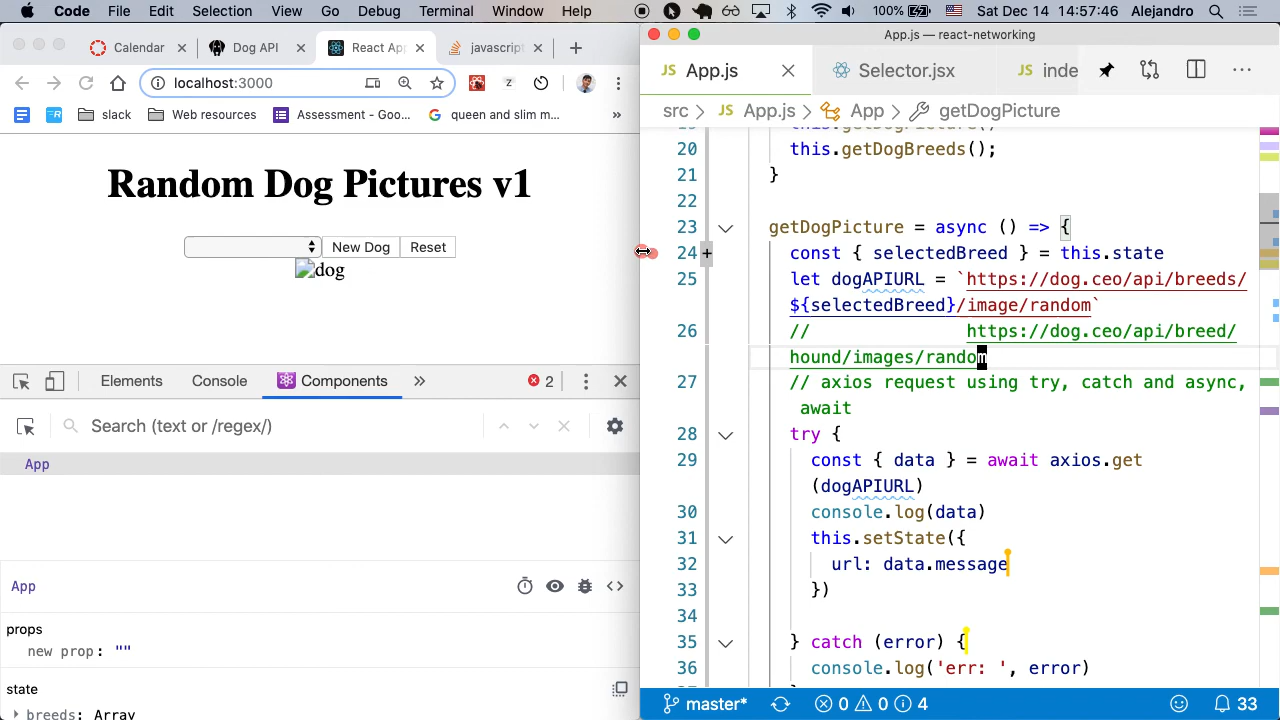 Code File Edit Selection View Go Debug Terminal Window Help 100% Sat Dec 14 14:57:46 Alejandro
Calendar Dog API React App javascript
localhost:3000
slack Web resources Assessment - Goo... queen and slim m... »
Random Dog Pictures v1
New Dog Reset
dog
Elements Console Components » 2
Search (text or /regex/)
App
App
props
new prop: ""
state
breeds: Array
App.js — react-networking
JS App.js Selector.jsx JS inde
src > JS App.js > App > getDogPicture
19 this.getDogPicture()
20 this.getDogBreeds();
21 }
22
23 getDogPicture = async () => {
24 + const { selectedBreed } = this.state
25 let dogAPIURL = `https://dog.ceo/api/breeds/
${selectedBreed}/image/random`
26 // https://dog.ceo/api/breed/
hound/images/random
27 // axios request using try, catch and async,
await
28 try {
29 const { data } = await axios.get
(dogAPIURL)
30 console.log(data)
31 this.setState({
32 url: data.message
33 })
34
35 } catch (error) {
36 console.log('err: ', error)
master* 0 0 4 33